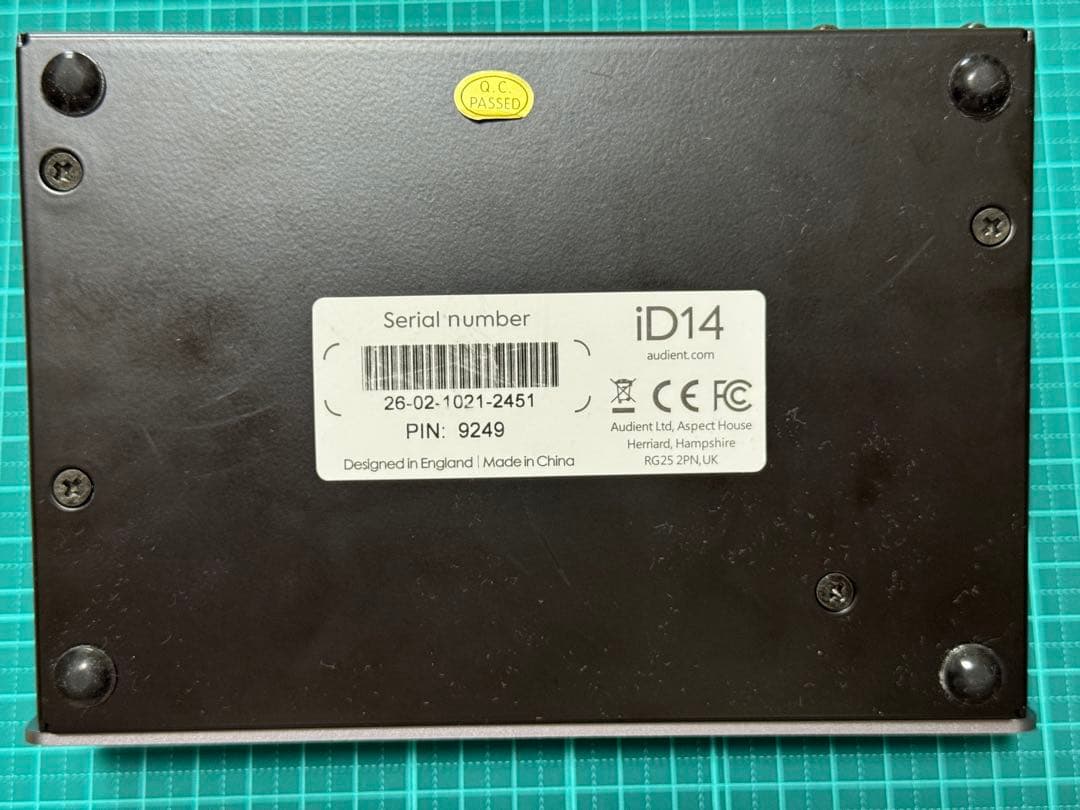 Q.C.
PASSED
Serial number
26-02-1021-2451
PIN: 9249
Designed in England | Made in China
iD14
audient.com
CE FC
Audient Ltd, Aspect House
Herriard, Hampshire
RG25 2PN, UK